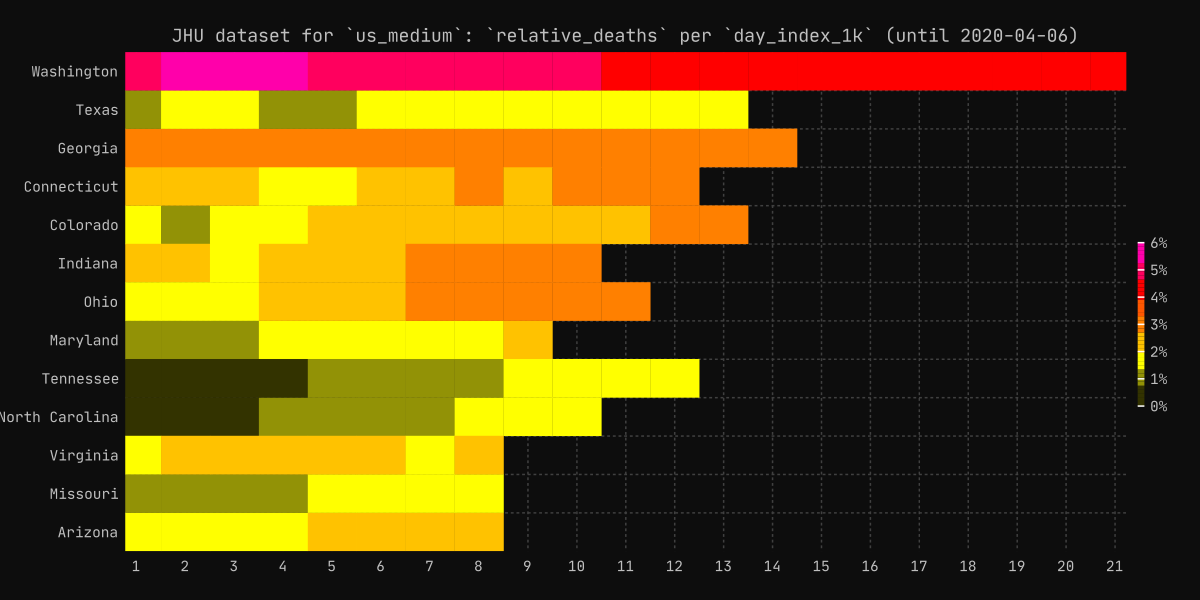 JHU dataset for `us_medium`: `relative_deaths` per `day_index_1k` (until 2020-04-06)
Washington
Texas
Georgia
Connecticut
Colorado
Indiana
Ohio
Maryland
Tennessee
North Carolina
Virginia
Missouri
Arizona
1 2 3 4 5 6 7 8 9 10 11 12 13 14 15 16 17 18 19 20 21
6%
5%
4%
3%
2%
1%
0%